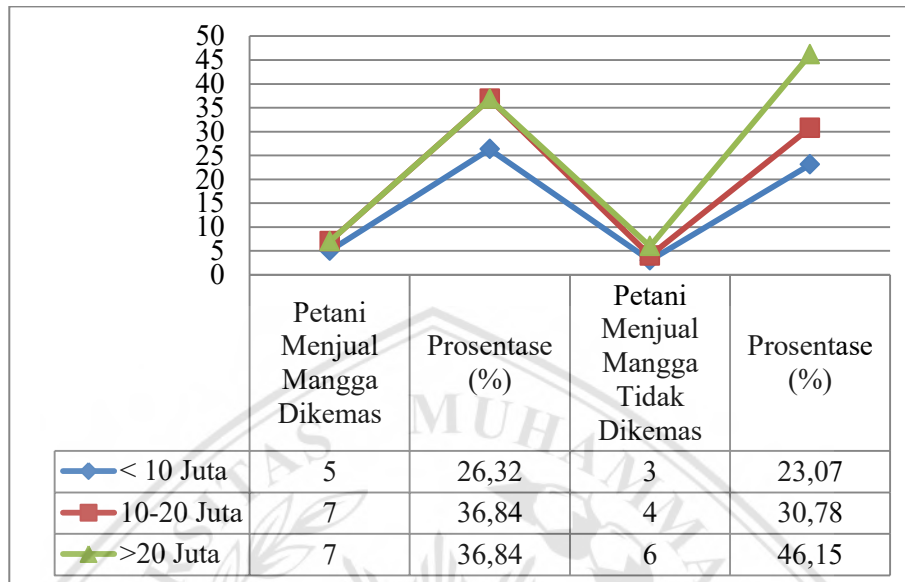 50
45
40
35
30
25
20
15
10
5
0
Petani
Menjual
Mangga
Dikemas
Prosentase
(%)
Petani
Menjual
Mangga
Tidak
Dikemas
Prosentase
(%)
< 10 Juta 5 26,32 3 23,07
10-20 Juta 7 36,84 4 30,78
>20 Juta 7 36,84 6 46,15